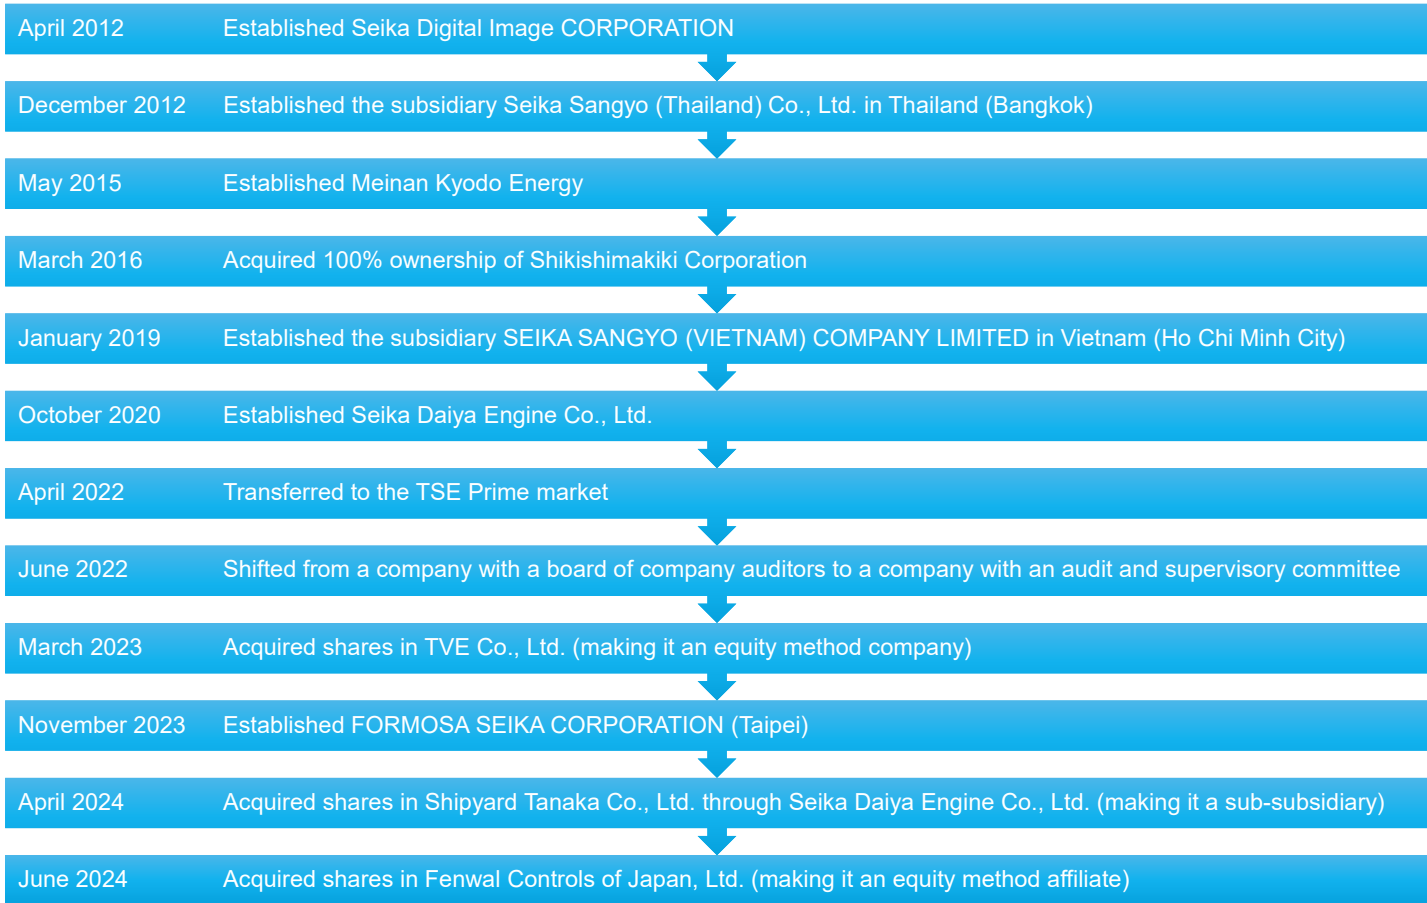 April 2012 Established Seika Digital Image CORPORATION
December 2012 Established the subsidiary Seika Sangyo (Thailand) Co., Ltd. in Thailand (Bangkok)
May 2015 Established Meinan Kyodo Energy
March 2016 Acquired 100% ownership of Shikishimakiki Corporation
January 2019 Established the subsidiary SEIKA SANGYO (VIETNAM) COMPANY LIMITED in Vietnam (Ho Chi Minh City)
October 2020 Established Seika Daiya Engine Co., Ltd.
April 2022 Transferred to the TSE Prime market
June 2022 Shifted from a company with a board of company auditors to a company with an audit and supervisory committee
March 2023 Acquired shares in TVE Co., Ltd. (making it an equity method company)
November 2023 Established FORMOSA SEIKA CORPORATION (Taipei)
April 2024 Acquired shares in Shipyard Tanaka Co., Ltd. through Seika Daiya Engine Co., Ltd. (making it a sub-subsidiary)
June 2024 Acquired shares in Fenwal Controls of Japan, Ltd. (making it an equity method affiliate)